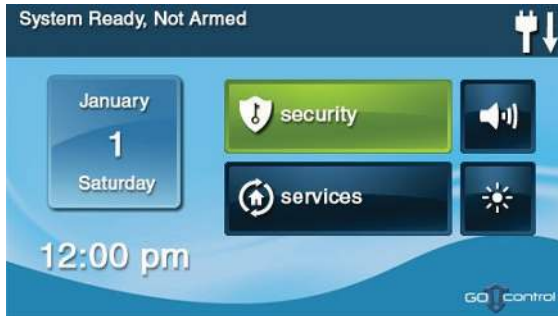 System Ready, Not Armed
January
1
Saturday
security
services
12:00 pm
GO control